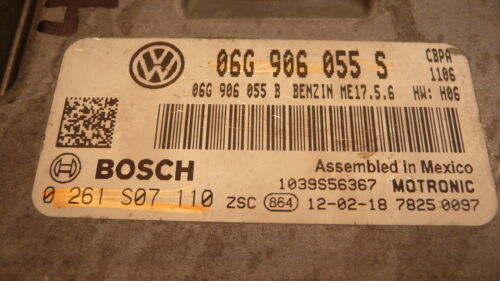 06G 906 055 S
CBPA
1106
06G 906 055 B BENZIN ME17.5.6 HW: H06
BOSCH
Assembled in Mexico
1039S56367 MOTRONIC
0 261 S07 110 ZSC 864 12-02-18 7825 0097